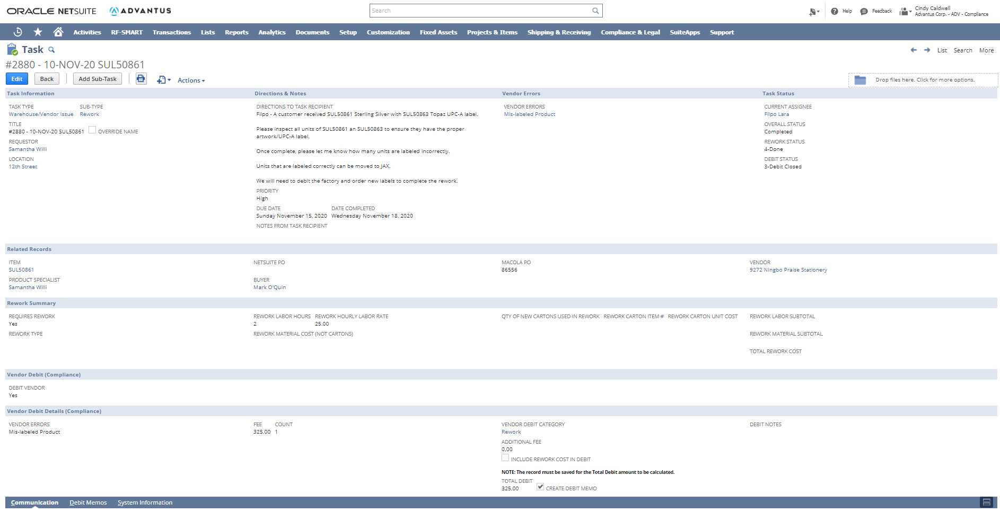 ORACLE NETSUITE ADVANTUS
Search
Help Feedback Cindy Caldwell
Advantus Corp. - ADV - Compliance
Activities RF-SMART Transactions Lists Reports Analytics Documents Setup Customization Fixed Assets Projects & Items Shipping & Receiving Compliance & Legal SuiteApps Support
Task
List Search More
#2880 - 10-NOV-20 SUL50861
Edit Back Add Sub-Task Actions
Drop files here. Click for more options.
Task Information Directions & Notes Vendor Errors Task Status
TASK TYPE SUB-TYPE
Warehouse/Vendor Issue Rework
TITLE
#2880 - 10-NOV-20 SUL50861 OVERRIDE NAME
REQUESTOR
Samantha Willi
LOCATION
12th Street
DIRECTIONS TO TASK RECIPIENT
Filpo - A customer received SUL50861 Sterling Silver with SUL50863 Topaz UPC-A label.
Please inspect all units of SUL50861 an SUL50863 to ensure they have the proper
artwork/UPC-A label.
Once complete, please let me know how many units are labeled incorrectly.
Units that are labeled correctly can be moved to JAX.
We will need to debit the factory and order new labels to complete the rework.
PRIORITY
High
DUE DATE DATE COMPLETED
Sunday November 15, 2020 Wednesday November 18, 2020
NOTES FROM TASK RECIPIENT
VENDOR ERRORS
Mis-labeled Product
CURRENT ASSIGNEE
Filpo Lara
OVERALL STATUS
Completed
REWORK STATUS
4-Done
DEBIT STATUS
3-Debit Closed
Related Records
ITEM NETSUITE PO MACOLA PO VENDOR
SUL50861 86556 9272 Ningbo Praise Stationery
PRODUCT SPECIALIST BUYER
Samantha Willi Mark O'Quin
Rework Summary
REQUIRES REWORK REWORK LABOR HOURS REWORK HOURLY LABOR RATE QTY OF NEW CARTONS USED IN REWORK REWORK CARTON ITEM # REWORK CARTON UNIT COST REWORK LABOR SUBTOTAL
Yes 2 25.00
REWORK TYPE REWORK MATERIAL COST (NOT CARTONS) REWORK MATERIAL SUBTOTAL
TOTAL REWORK COST
Vendor Debit (Compliance)
DEBIT VENDOR
Yes
Vendor Debit Details (Compliance)
VENDOR ERRORS FEE COUNT VENDOR DEBIT CATEGORY DEBIT NOTES
Mis-labeled Product 325.00 1 Rework
ADDITIONAL FEE
0.00
INCLUDE REWORK COST IN DEBIT
NOTE: The record must be saved for the Total Debit amount to be calculated.
TOTAL DEBIT
325.00 CREATE DEBIT MEMO
Communication Debit Memos System Information